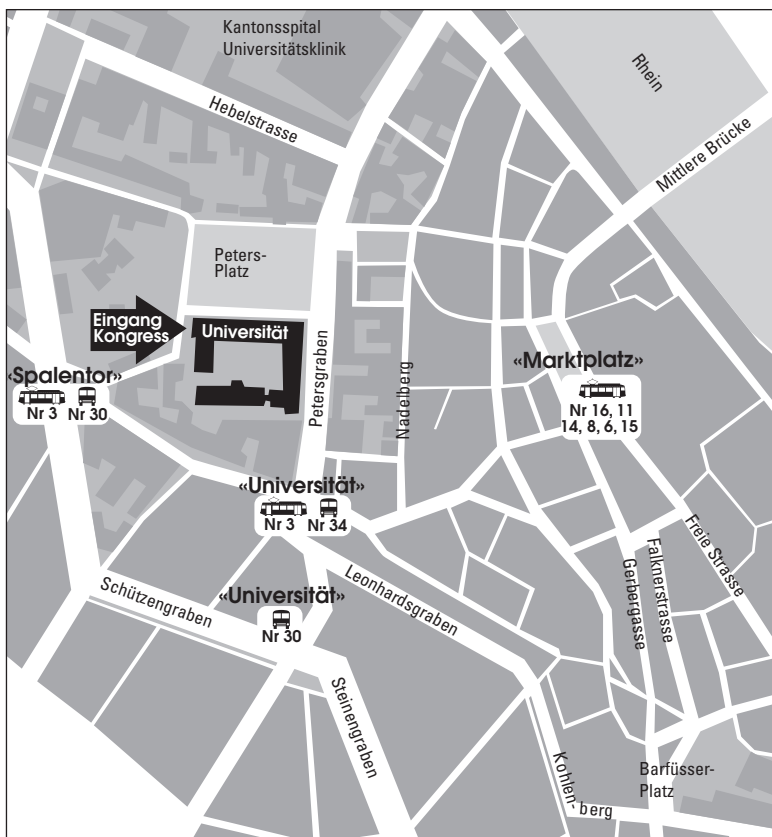 Kantonsspital
Universitätsklinik
Rhein
Hebelstrasse
Mittlere Brücke
Peters-
Platz
Eingang
Kongress
Universität
Petersgraben
Nadelberg
«Marktplatz»
Nr 16, 11
14, 8, 6, 15
«Spalentor»
Nr 3 Nr 30
«Universität»
Nr 3 Nr 34
Freie Strasse
Falknerstrasse
Gerbergasse
Leonhardsgraben
Schützengraben
«Universität»
Nr 30
Steinengraben
Kohlen-berg
Barfüsser-
Platz